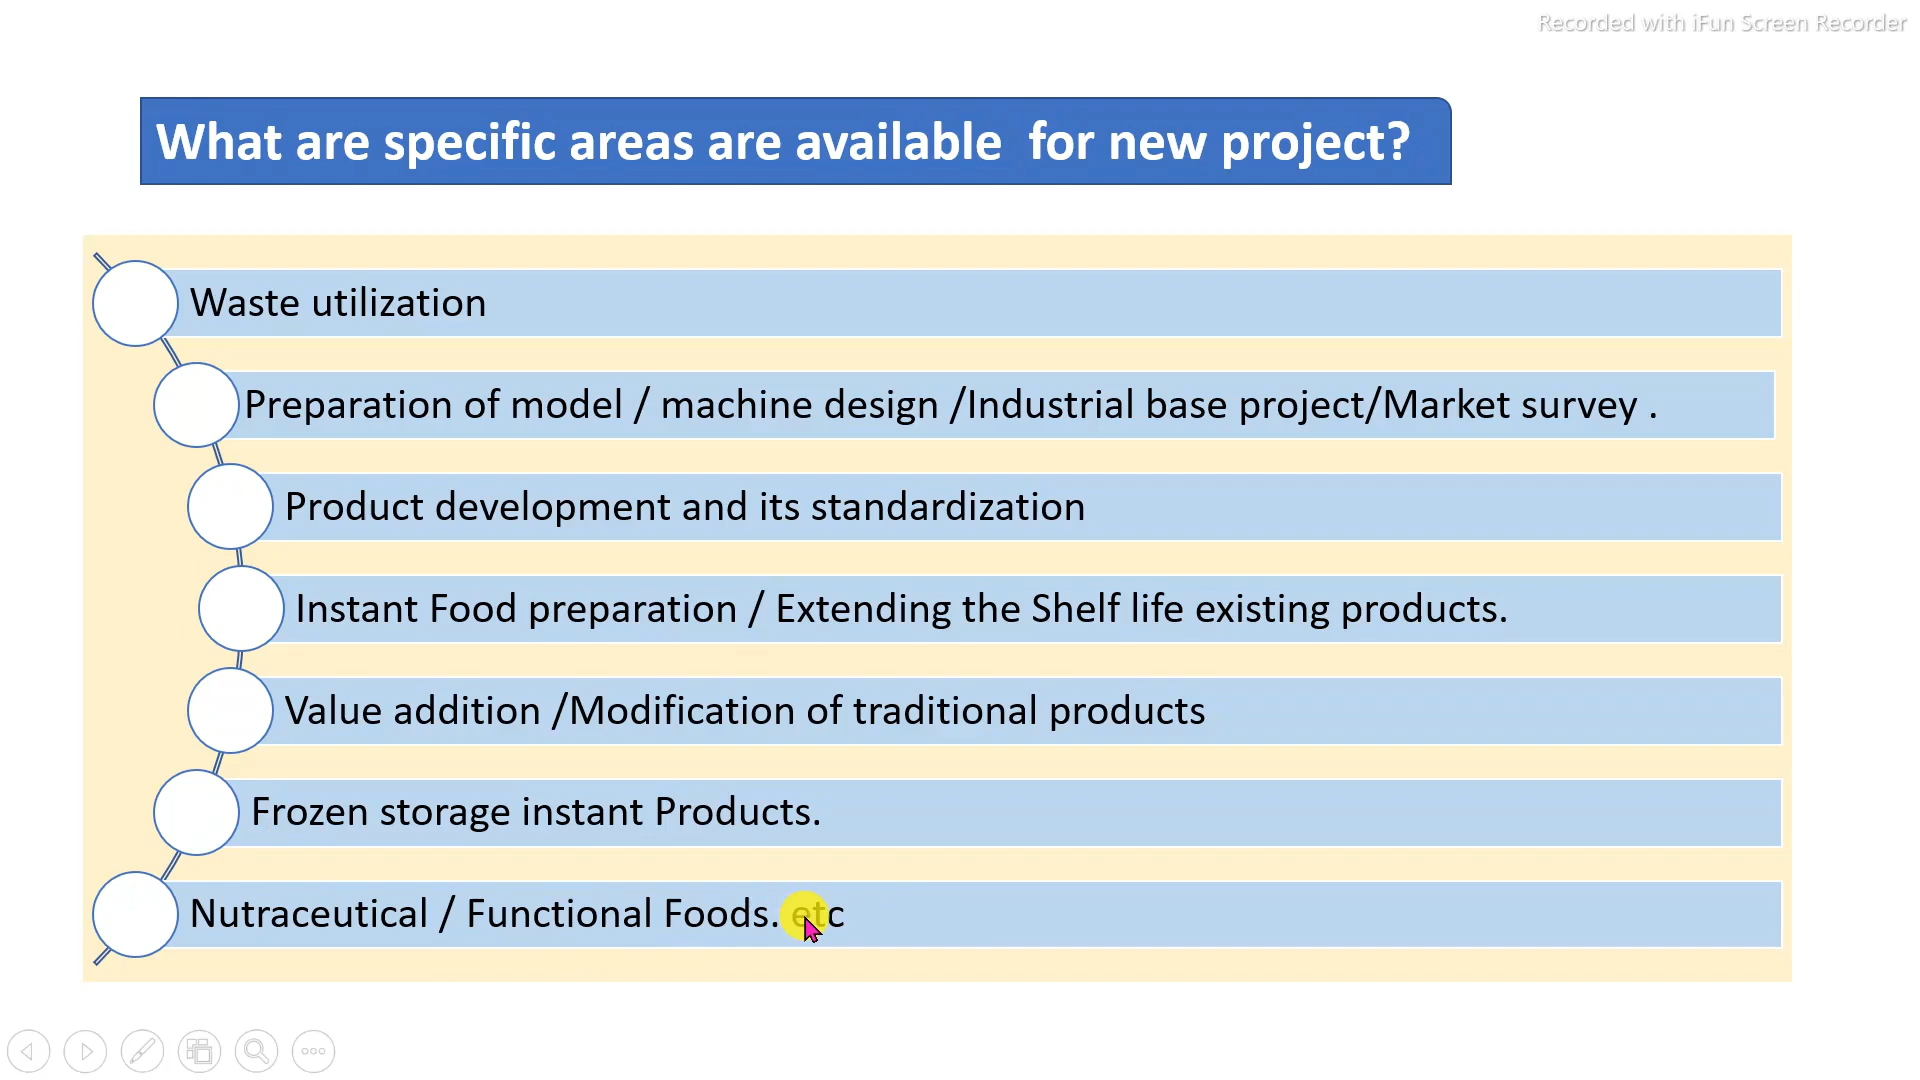 Recorded with iFun Screen Recorder
What are specific areas are available for new project?
Waste utilization
Preparation of model / machine design /Industrial base project/Market survey .
Product development and its standardization
Instant Food preparation / Extending the Shelf life existing products.
Value addition /Modification of traditional products
Frozen storage instant Products.
Nutraceutical / Functional Foods. etc